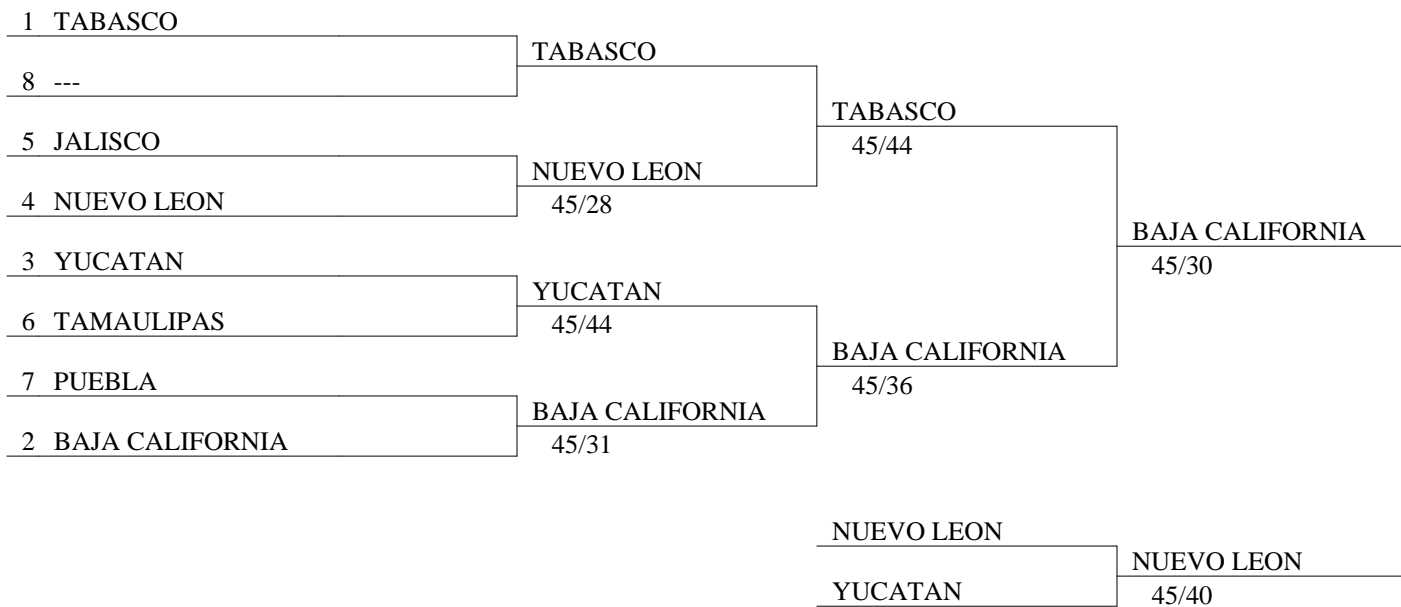 1 TABASCO
8 ---
5 JALISCO
4 NUEVO LEON
3 YUCATAN
6 TAMAULIPAS
7 PUEBLA
2 BAJA CALIFORNIA
TABASCO
NUEVO LEON
45/28
YUCATAN
45/44
BAJA CALIFORNIA
45/31
TABASCO
45/44
BAJA CALIFORNIA
45/36
BAJA CALIFORNIA
45/30
NUEVO LEON
YUCATAN
NUEVO LEON
45/40